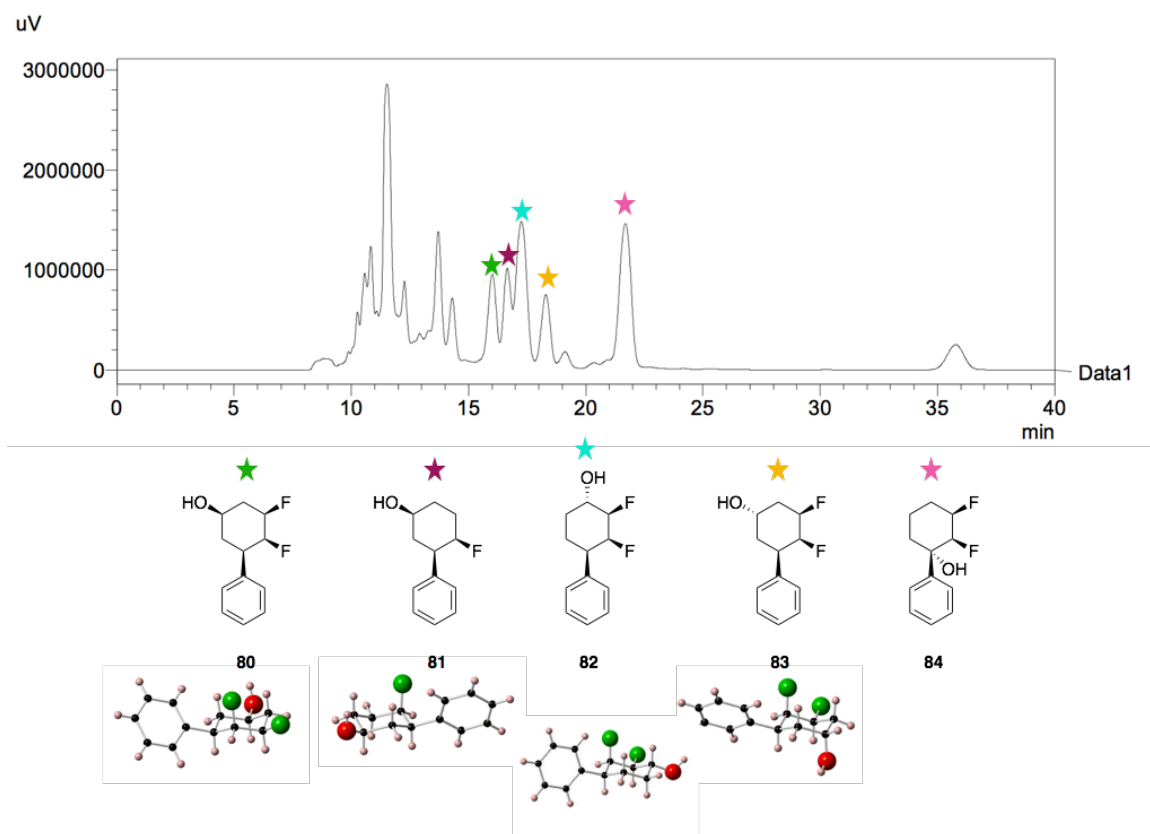 uV
3000000
2000000
1000000
0
Data1
0 5 10 15 20 25 30 35 40
min
OH
HO F HO F HO F F
F F F F F
OH
80 81 82 83 84